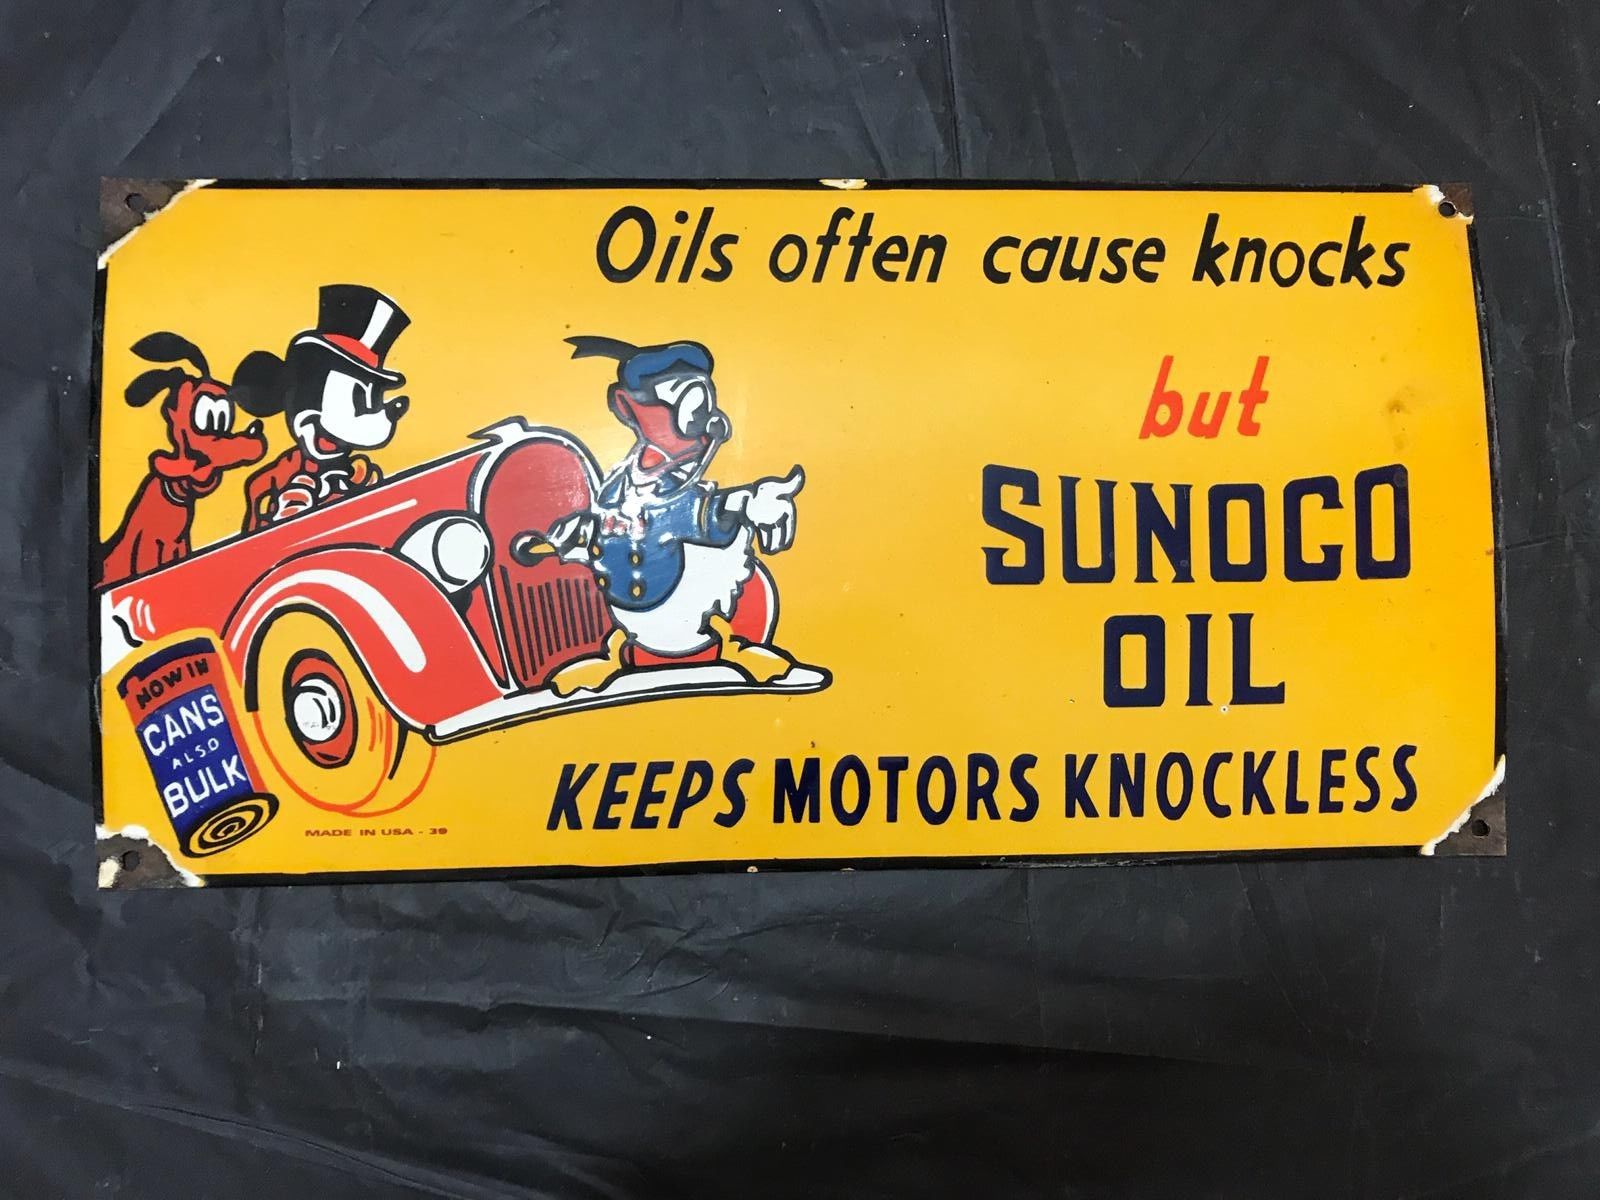 Oils often cause knocks
but
SUNOCO
OIL
KEEPS MOTORS KNOCKLESS
NOW IN
CANS
ALSO
BULK
MADE IN USA - 39